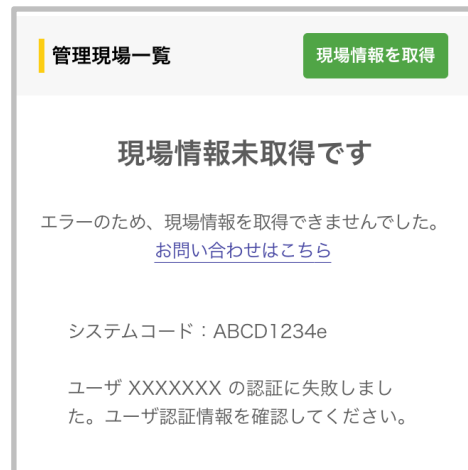 管理現場一覧
現場情報を取得
現場情報未取得です
エラーのため、現場情報を取得できませんでした。
お問い合わせはこちら
システムコード：ABCD1234e
ユーザ XXXXXXX の認証に失敗しまし
た。ユーザ認証情報を確認してください。